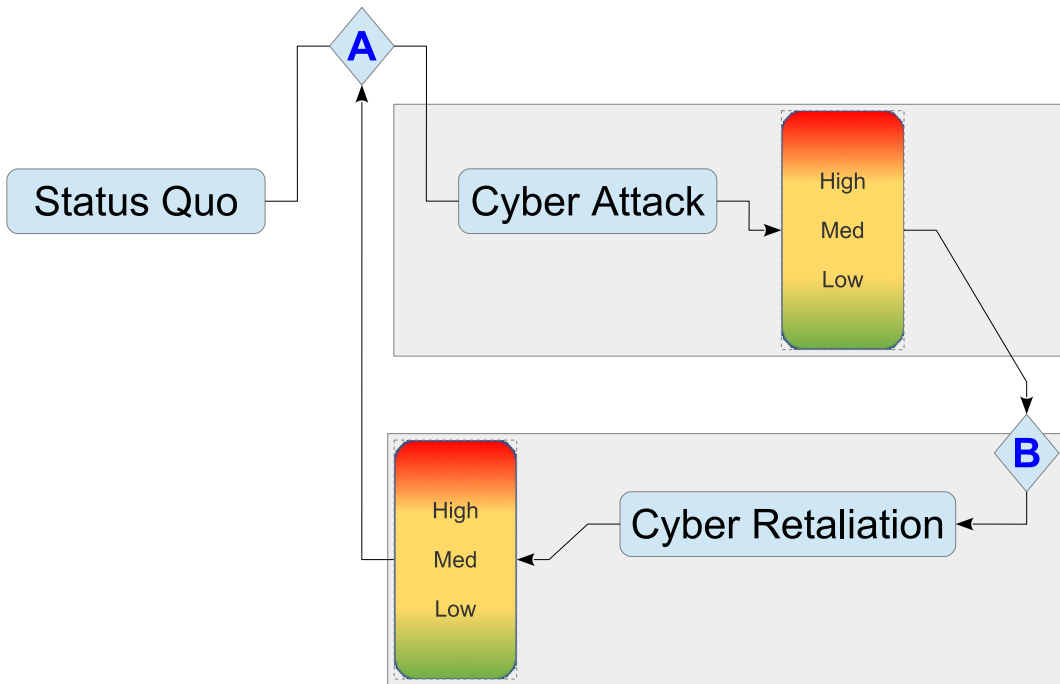 A
Status Quo
Cyber Attack
High
Med
Low
B
Cyber Retaliation
High
Med
Low